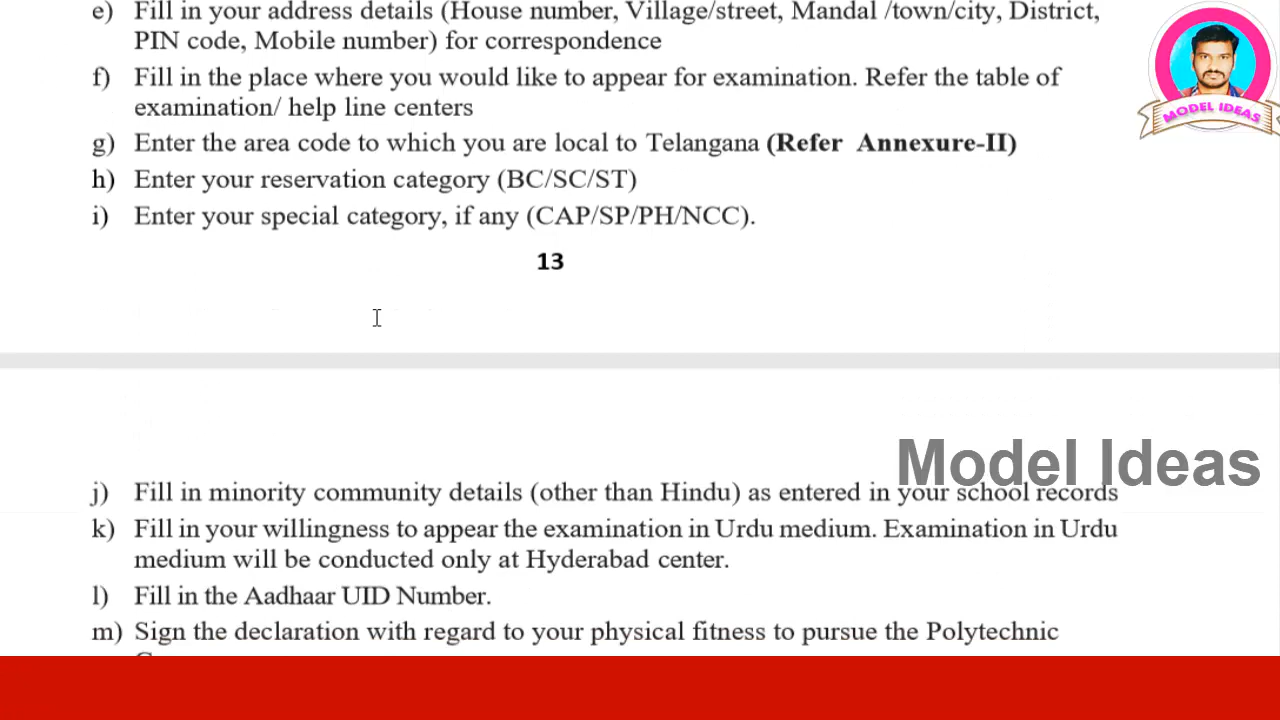 e) Fill in your address details (House number, Village/street, Mandal /town/city, District,
PIN code, Mobile number) for correspondence
f) Fill in the place where you would like to appear for examination. Refer the table of
examination/ help line centers
g) Enter the area code to which you are local to Telangana (Refer Annexure-II)
h) Enter your reservation category (BC/SC/ST)
i) Enter your special category, if any (CAP/SP/PH/NCC).
13
MODEL IDEAS
Model Ideas
j) Fill in minority community details (other than Hindu) as entered in your school records
k) Fill in your willingness to appear the examination in Urdu medium. Examination in Urdu
medium will be conducted only at Hyderabad center.
l) Fill in the Aadhaar UID Number.
m) Sign the declaration with regard to your physical fitness to pursue the Polytechnic